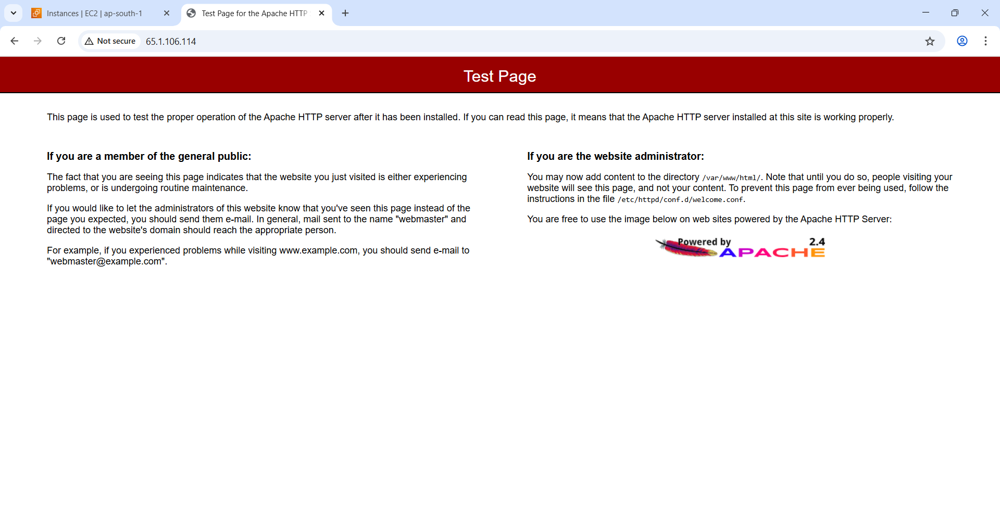 Instances | EC2 | ap-south-1
Test Page for the Apache HTTP
Not secure
65.1.106.114
Test Page
This page is used to test the proper operation of the Apache HTTP server after it has been installed. If you can read this page, it means that the Apache HTTP server installed at this site is working properly.
If you are a member of the general public:
The fact that you are seeing this page indicates that the website you just visited is either experiencing
problems, or is undergoing routine maintenance.
If you would like to let the administrators of this website know that you've seen this page instead of the
page you expected, you should send them e-mail. In general, mail sent to the name "webmaster" and
directed to the website's domain should reach the appropriate person.
For example, if you experienced problems while visiting www.example.com, you should send e-mail to
"webmaster@example.com".
If you are the website administrator:
You may now add content to the directory /var/www/html/. Note that until you do so, people visiting your
website will see this page, and not your content. To prevent this page from ever being used, follow the
instructions in the file /etc/httpd/conf.d/welcome.conf.
You are free to use the image below on web sites powered by the Apache HTTP Server:
Powered by 2.4
APACHE